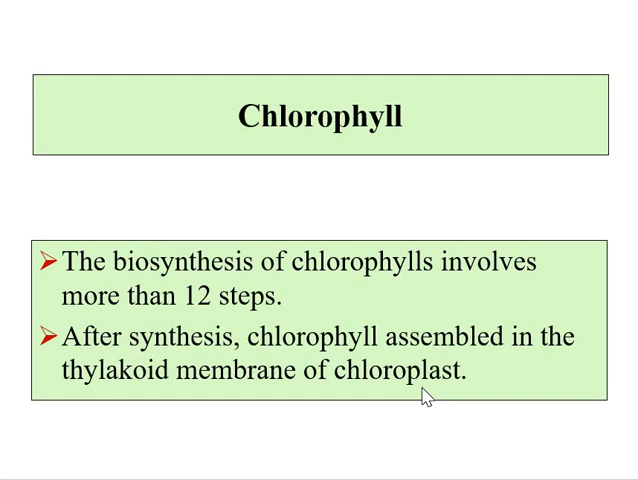 Chlorophyll
The biosynthesis of chlorophylls involves
more than 12 steps.
After synthesis, chlorophyll assembled in the
thylakoid membrane of chloroplast.